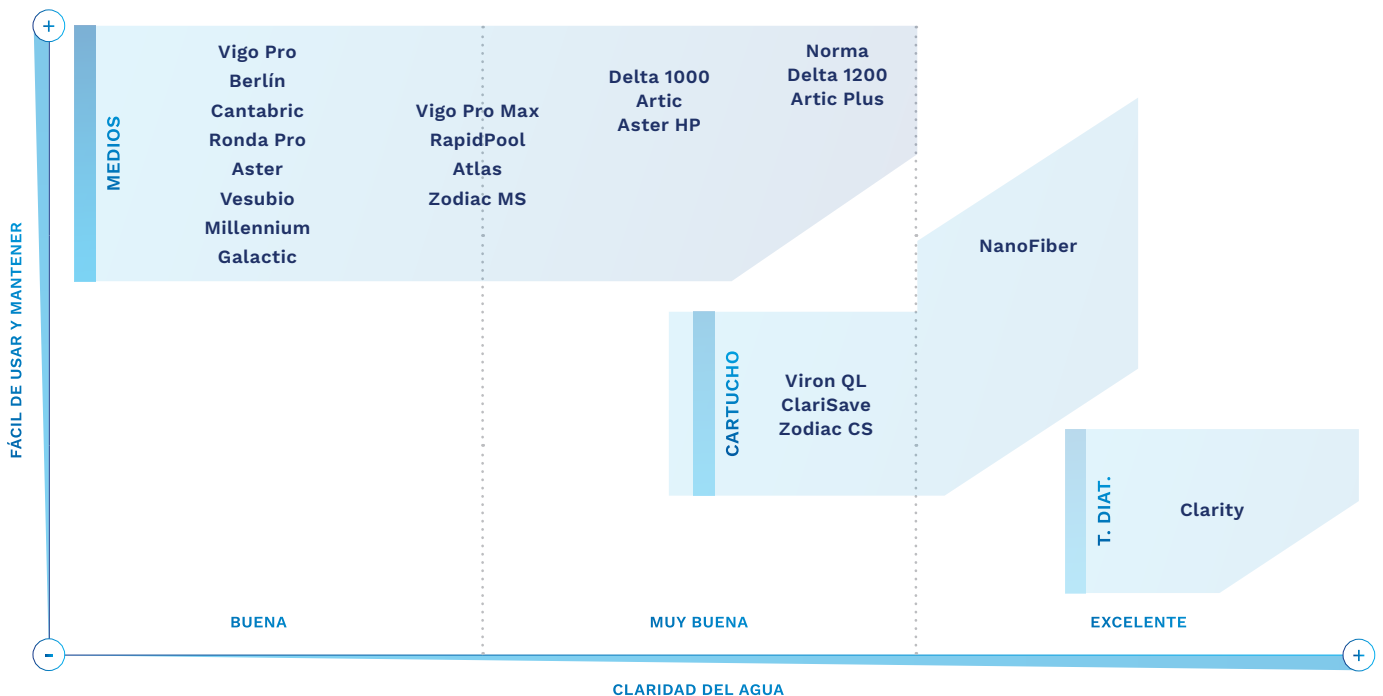 +
FÁCIL DE USAR Y MANTENER
MEDIOS
Vigo Pro
Berlín
Cantabric
Ronda Pro
Aster
Vesubio
Millennium
Galactic
Vigo Pro Max
RapidPool
Atlas
Zodiac MS
Delta 1000
Artic
Aster HP
Norma
Delta 1200
Artic Plus
CARTUCHO
Viron QL
ClariSave
Zodiac CS
NanoFiber
T. DIAT.
Clarity
BUENA
MUY BUENA
EXCELENTE
-
+
CLARIDAD DEL AGUA